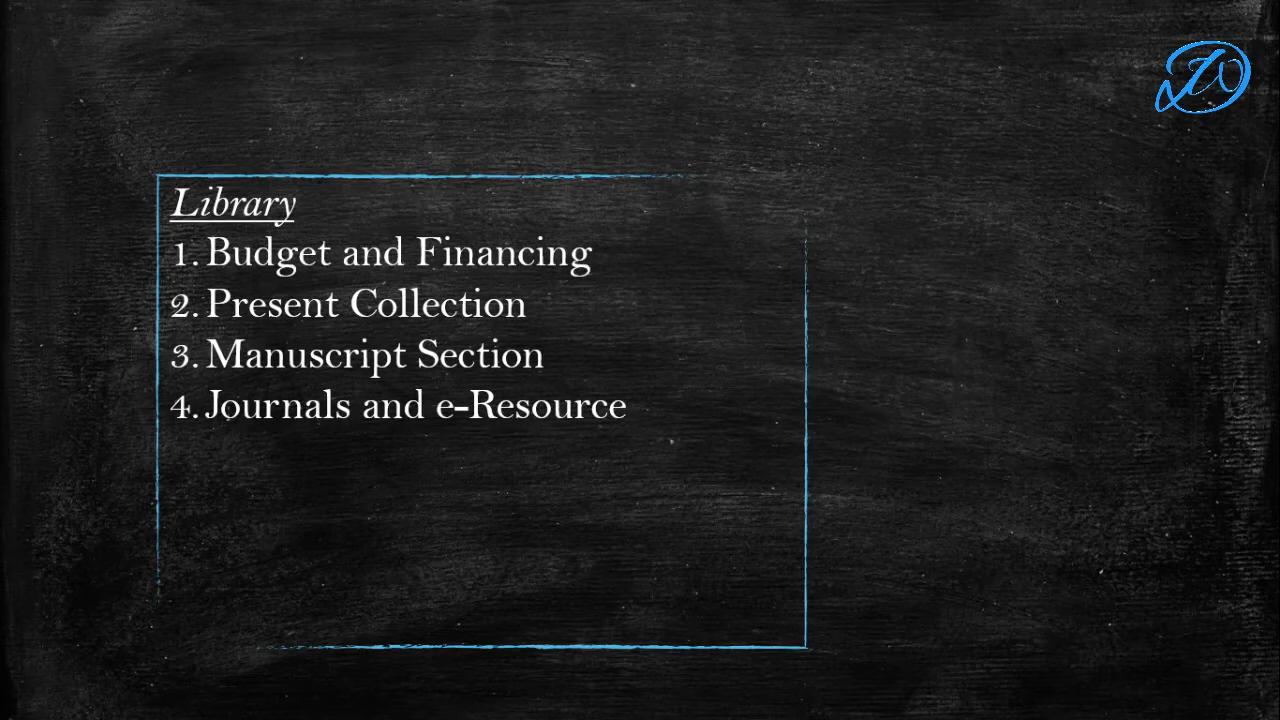 Library
1. Budget and Financing
2. Present Collection
3. Manuscript Section
4. Journals and e-Resource